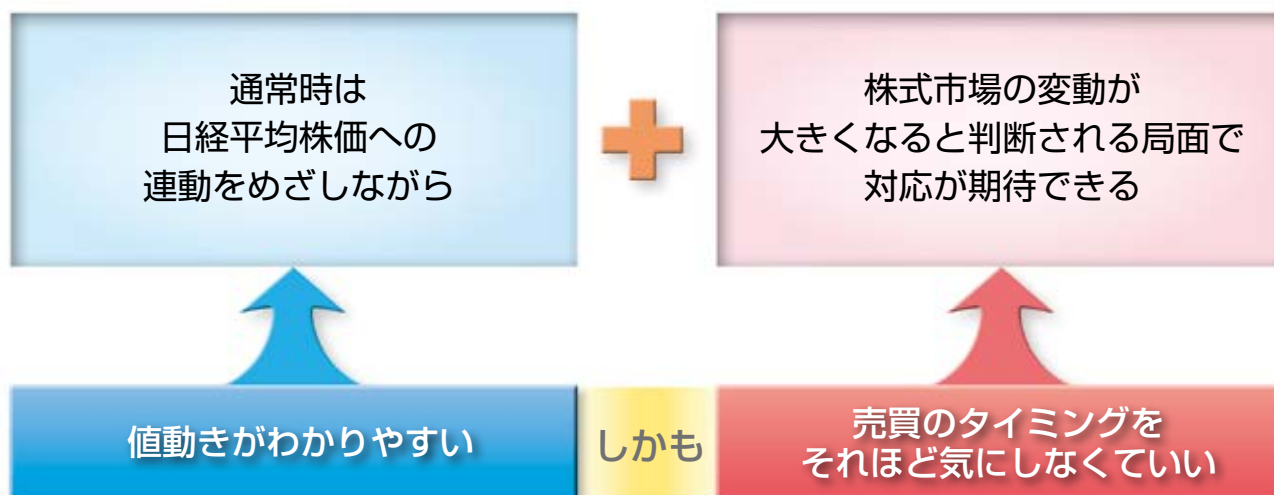 通常時は
日経平均株価への
連動をめざしながら
株式市場の変動が
大きくなると判断される局面で
対応が期待できる
値動きがわかりやすい
しかも
売買のタイミングを
それほど気にしなくていい